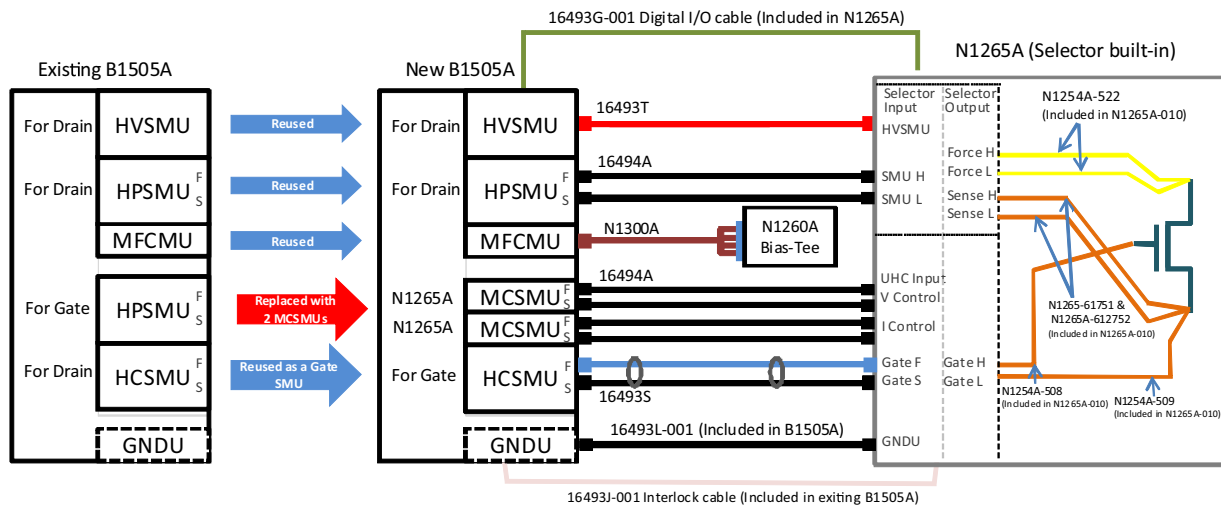 16493G-001 Digital I/O cable (Included in N1265A)
Existing B1505A
New B1505A
N1265A (Selector built-in)
For Drain
HVSMU
Reused
For Drain
HVSMU
16493T
Selector
Input
Selector
Output
HVSMU
N1254A-522
(Included in N1265A-010)
For Drain
HPSMU
F
S
Reused
For Drain
HPSMU
F
S
16494A
SMU H
SMU L
Force H
Force L
Sense H
Sense L
MFCMU
Reused
MFCMU
N1300A
N1260A
Bias-Tee
For Gate
HPSMU
F
S
Replaced with
2 MCSMUs
N1265A
MCSMU
F
S
N1265A
MCSMU
F
S
16494A
UHC Input
V Control
I Control
N1265-61751 &
N1265A-612752
(Included in N1265A-010)
For Drain
HCSMU
F
S
Reused as a Gate
SMU
For Gate
HCSMU
F
S
16493S
Gate F
Gate S
Gate H
Gate L
N1254A-508
(Included in N1265A-010)
N1254A-509
(Included in N1265A-010)
GNDU
GNDU
16493L-001 (Included in B1505A)
GNDU
16493J-001 Interlock cable (Included in exiting B1505A)